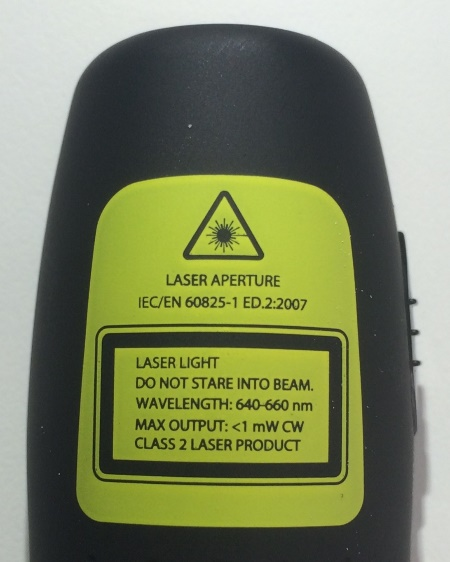 LASER APERTURE
IEC/EN 60825-1 ED.2:2007
LASER LIGHT
DO NOT STARE INTO BEAM.
WAVELENGTH: 640-660 nm
MAX OUTPUT: <1 mW CW
CLASS 2 LASER PRODUCT